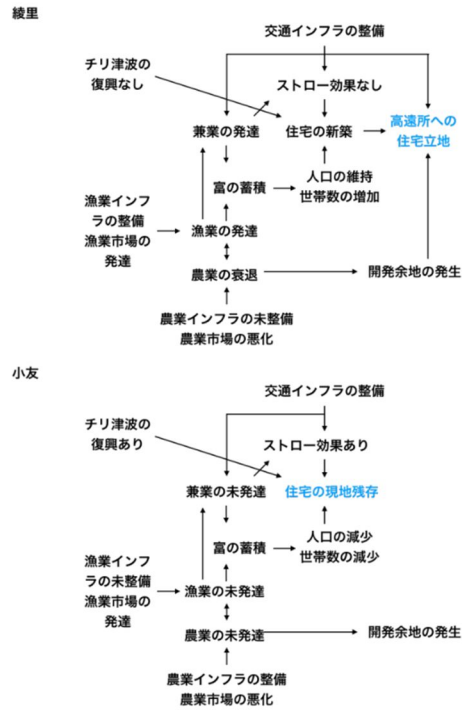 綾里
交通インフラの整備
チリ津波の
復興なし
ストロー効果なし
兼業の発達
住宅の新築
高遠所への
住宅立地
富の蓄積
人口の維持
世帯数の増加
漁業インフ
ラの整備
漁業市場の
発達
漁業の発達
農業の衰退
開発余地の発生
農業インフラの未整備
農業市場の悪化
小友
交通インフラの整備
チリ津波の
復興あり
ストロー効果あり
兼業の未発達
住宅の現地残存
富の蓄積
人口の減少
世帯数の減少
漁業インフ
ラの未整備
漁業市場の
発達
漁業の未発達
農業の未発達
開発余地の発生
農業インフラの整備
農業市場の悪化